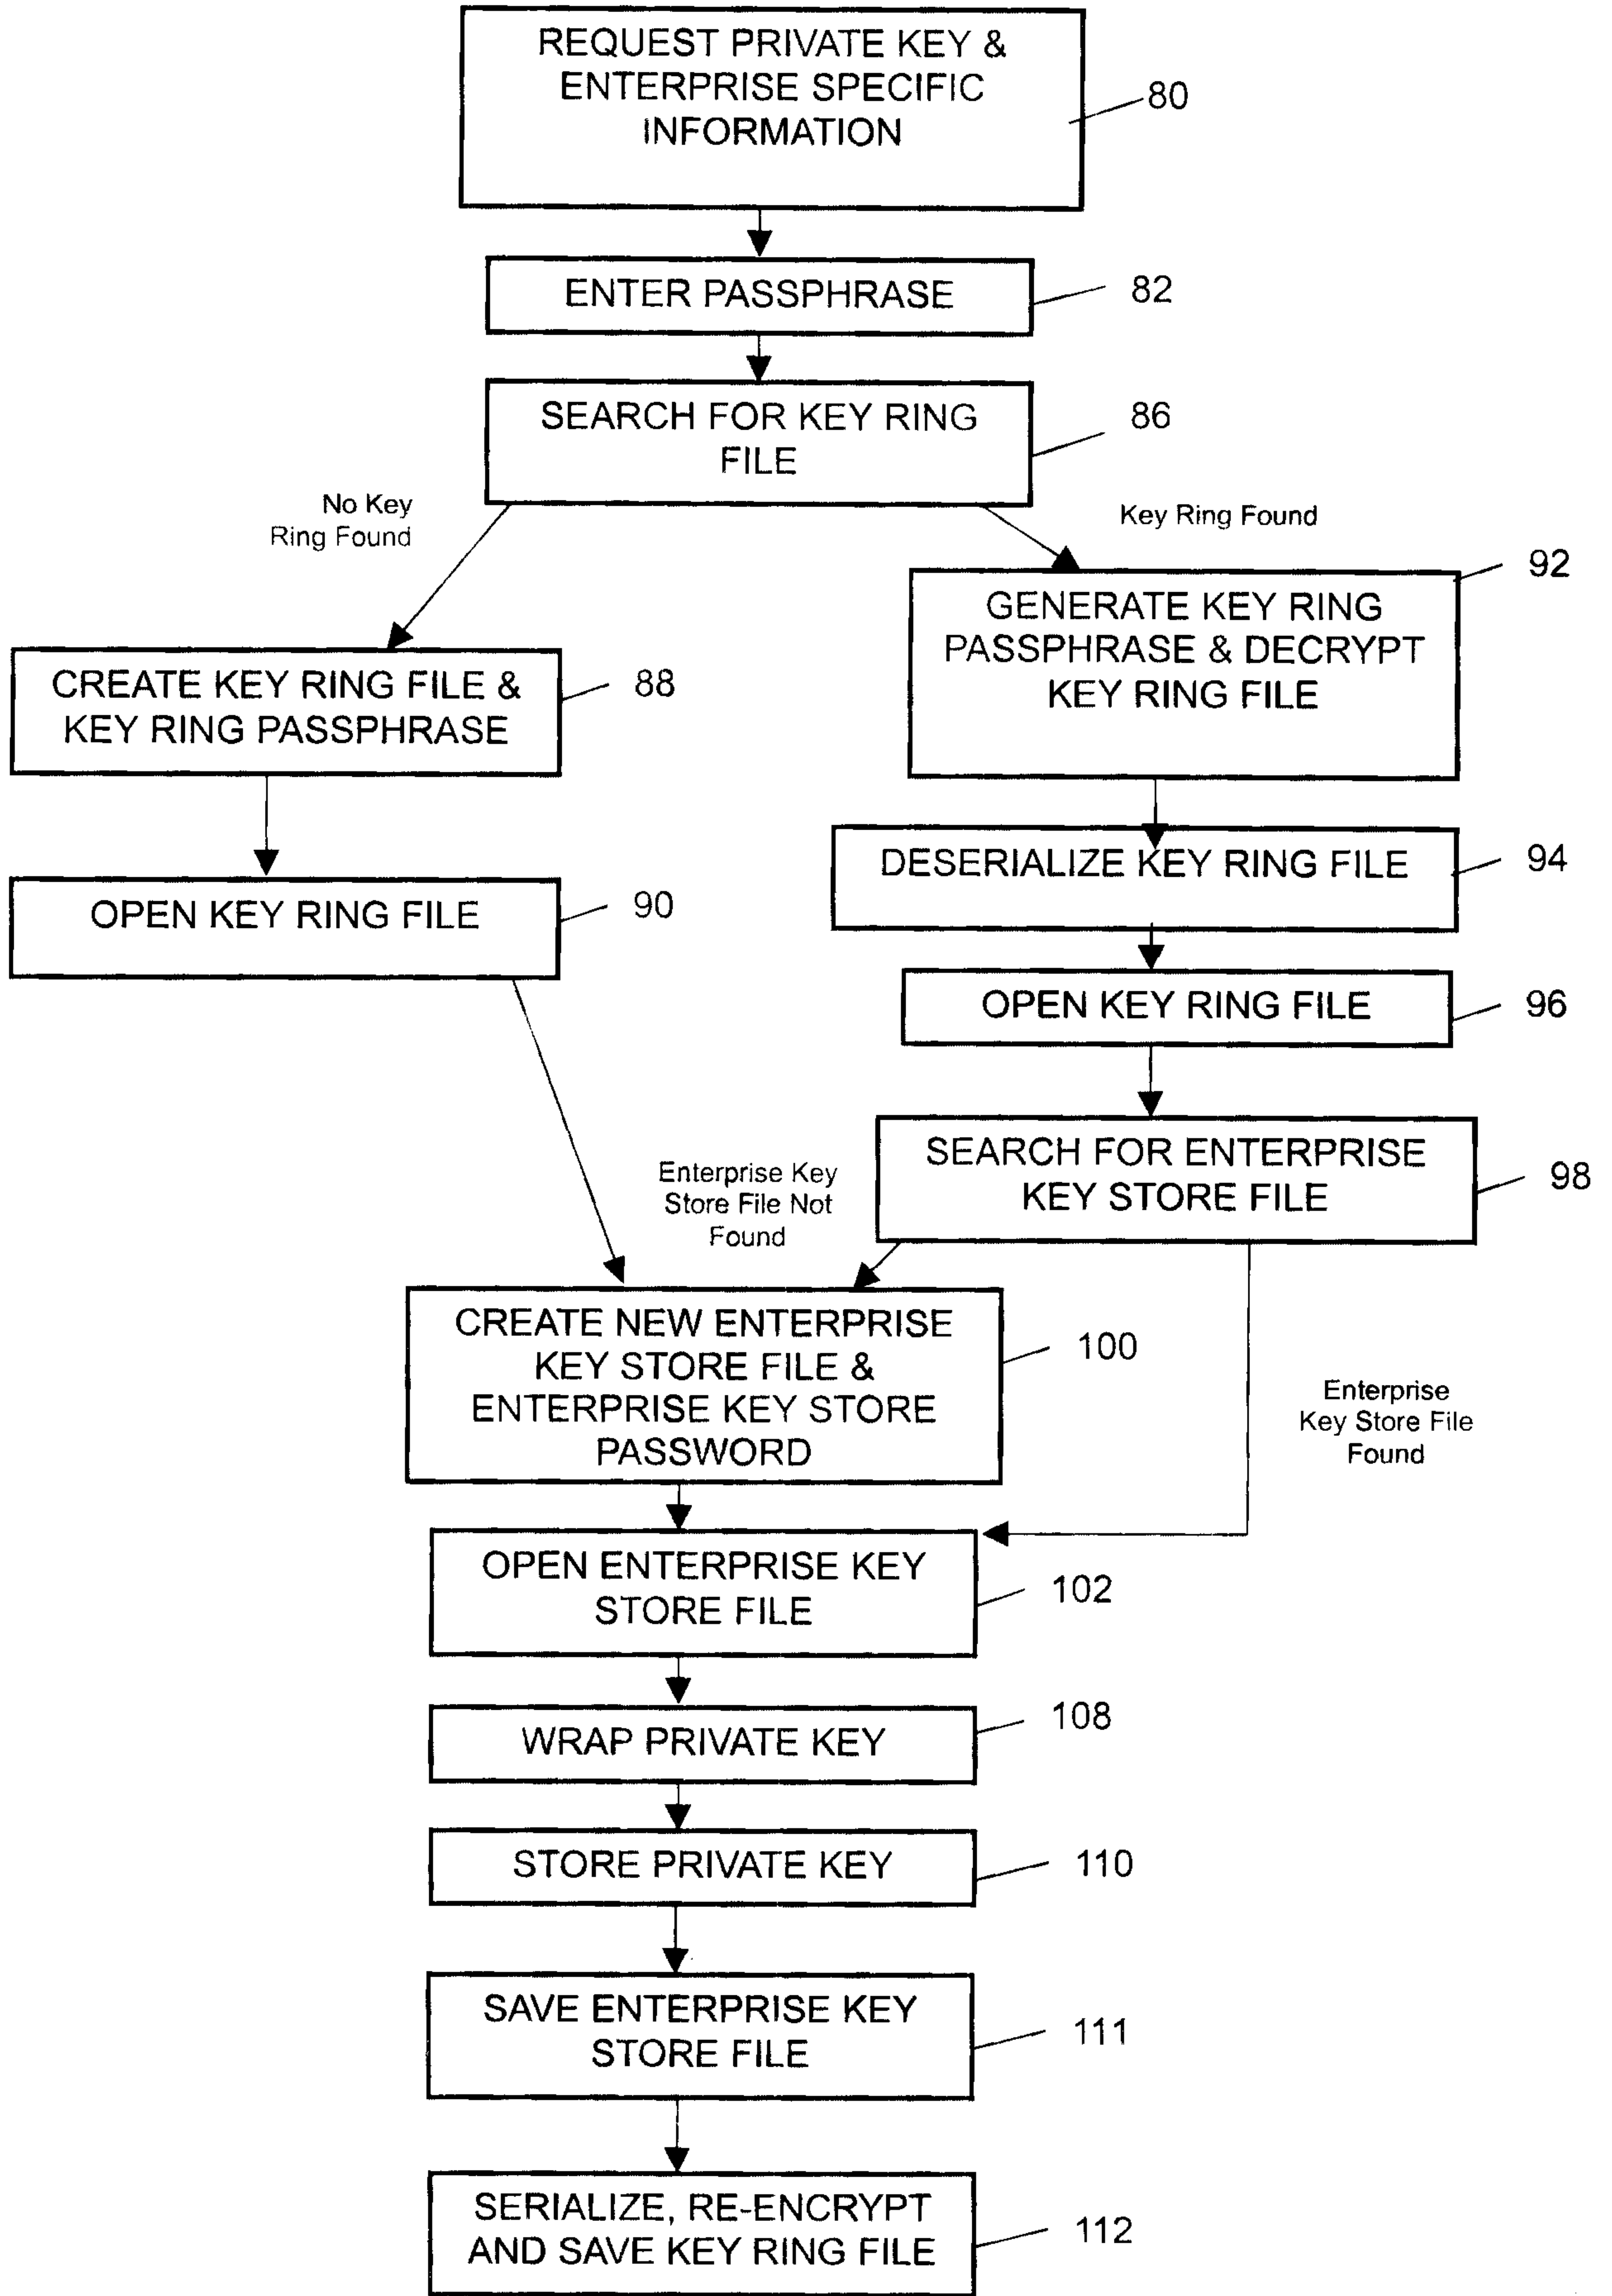 REQUEST PRIVATE KEY &
ENTERPRISE SPECIFIC
INFORMATION
80
ENTER PASSPHRASE
82
SEARCH FOR KEY RING
FILE
86
No Key
Ring Found
Key Ring Found
92
GENERATE KEY RING
PASSPHRASE & DECRYPT
KEY RING FILE
CREATE KEY RING FILE &
KEY RING PASSPHRASE
88
DESERIALIZE KEY RING FILE
94
OPEN KEY RING FILE
90
OPEN KEY RING FILE
96
SEARCH FOR ENTERPRISE
KEY STORE FILE
98
Enterprise Key
Store File Not
Found
CREATE NEW ENTERPRISE
KEY STORE FILE &
ENTERPRISE KEY STORE
PASSWORD
100
Enterprise
Key Store File
Found
OPEN ENTERPRISE KEY
STORE FILE
102
WRAP PRIVATE KEY
108
STORE PRIVATE KEY
110
SAVE ENTERPRISE KEY
STORE FILE
111
SERIALIZE, RE-ENCRYPT
AND SAVE KEY RING FILE
112